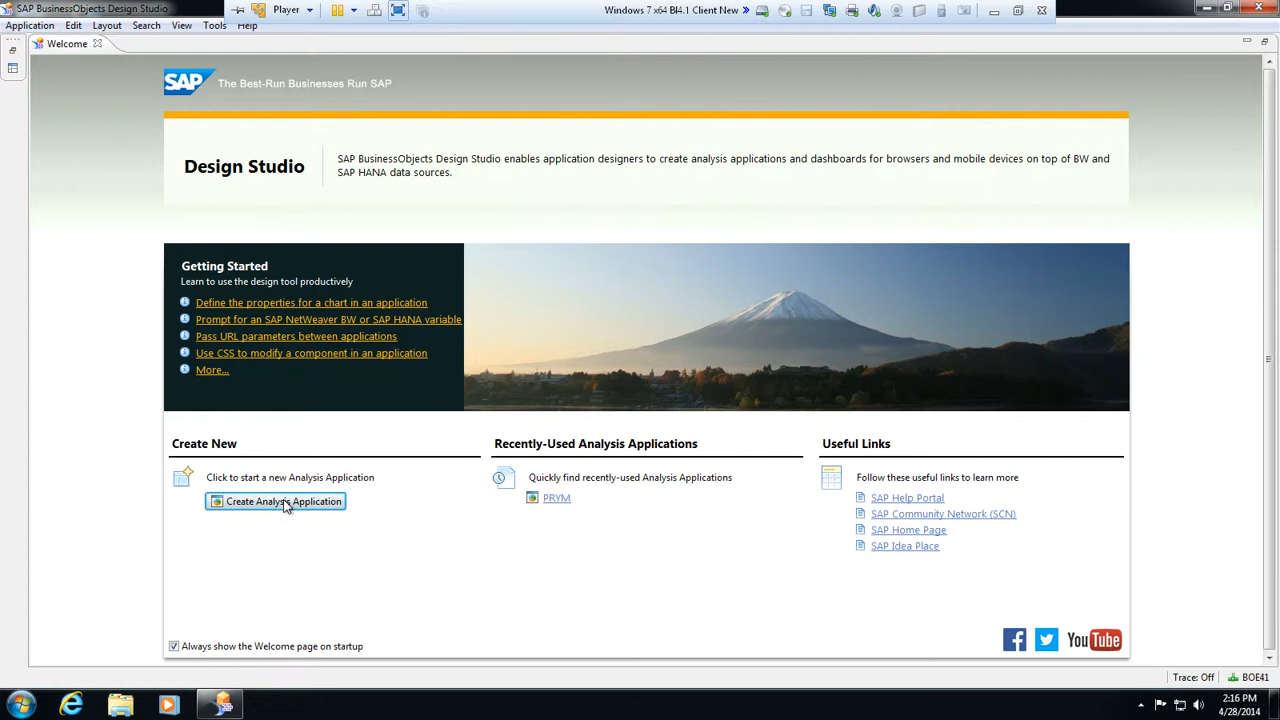 SAP BusinessObjects Design Studio
Player
Windows 7 x64 BI4.1 Client New
Application Edit Layout Search View Tools Help
Welcome
SAP The Best-Run Businesses Run SAP
Design Studio
SAP BusinessObjects Design Studio enables application designers to create analysis applications and dashboards for browsers and mobile devices on top of BW and
SAP HANA data sources.
Getting Started
Learn to use the design tool productively
Define the properties for a chart in an application
Prompt for an SAP NetWeaver BW or SAP HANA variable
Pass URL parameters between applications
Use CSS to modify a component in an application
More...
Create New
Click to start a new Analysis Application
Create Analysis Application
Recently-Used Analysis Applications
Quickly find recently-used Analysis Applications
PRYM
Useful Links
Follow these useful links to learn more
SAP Help Portal
SAP Community Network (SCN)
SAP Home Page
SAP Idea Place
Always show the Welcome page on startup
You Tube
Trace: Off BOE41
2:16 PM
4/28/2014